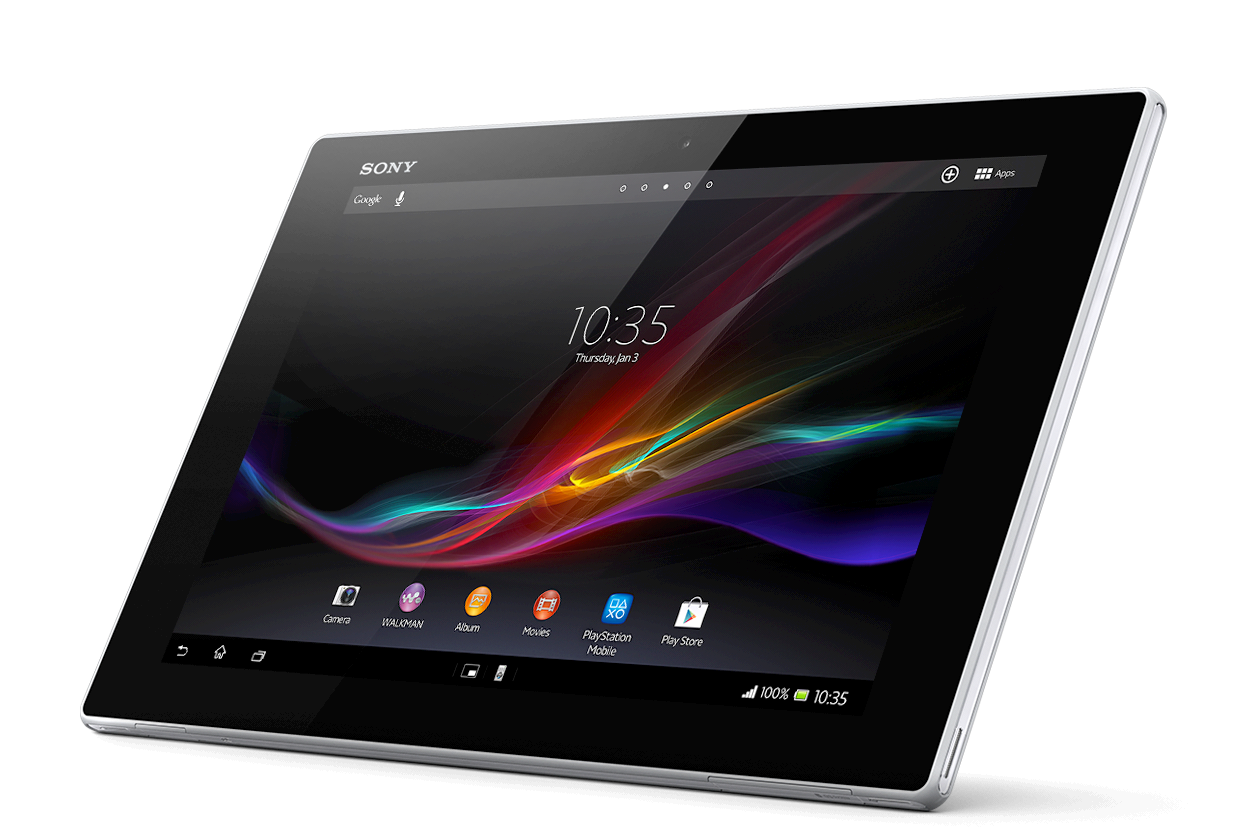 SONY
Google
Apps
10:35
Thursday, Jan 3
Camera
WALKMAN
Album
Movies
PlayStation
Mobile
Play Store
100%
10:35